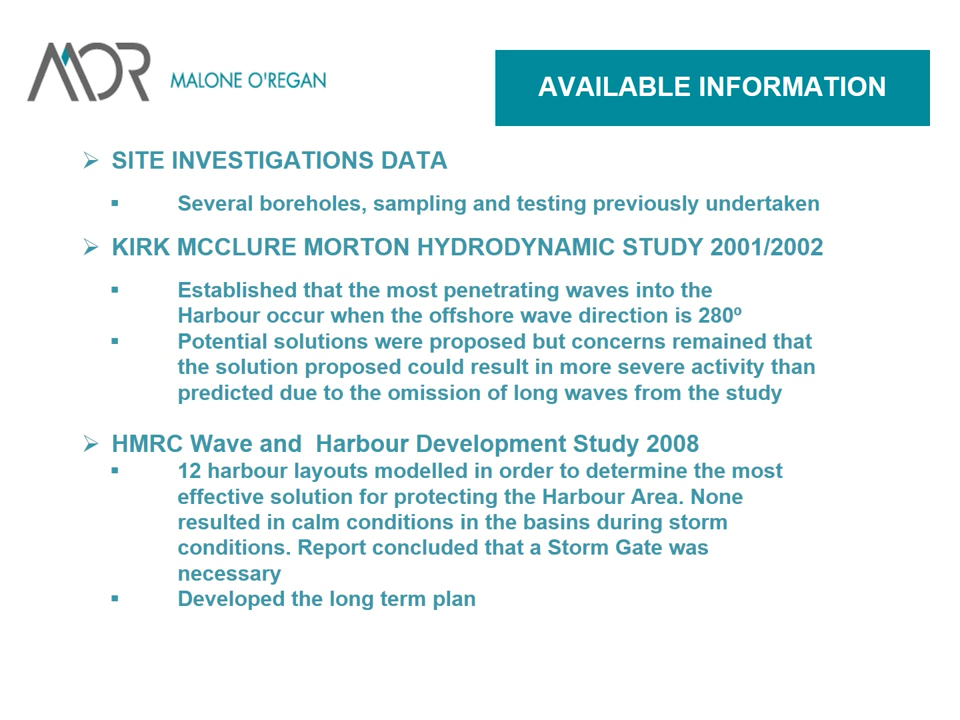 MOR MALONE O'REGAN
AVAILABLE INFORMATION
➢ SITE INVESTIGATIONS DATA
▪ Several boreholes, sampling and testing previously undertaken
➢ KIRK MCCLURE MORTON HYDRODYNAMIC STUDY 2001/2002
▪ Established that the most penetrating waves into the
Harbour occur when the offshore wave direction is 280º
▪ Potential solutions were proposed but concerns remained that
the solution proposed could result in more severe activity than
predicted due to the omission of long waves from the study
➢ HMRC Wave and Harbour Development Study 2008
▪ 12 harbour layouts modelled in order to determine the most
effective solution for protecting the Harbour Area. None
resulted in calm conditions in the basins during storm
conditions. Report concluded that a Storm Gate was
necessary
▪ Developed the long term plan